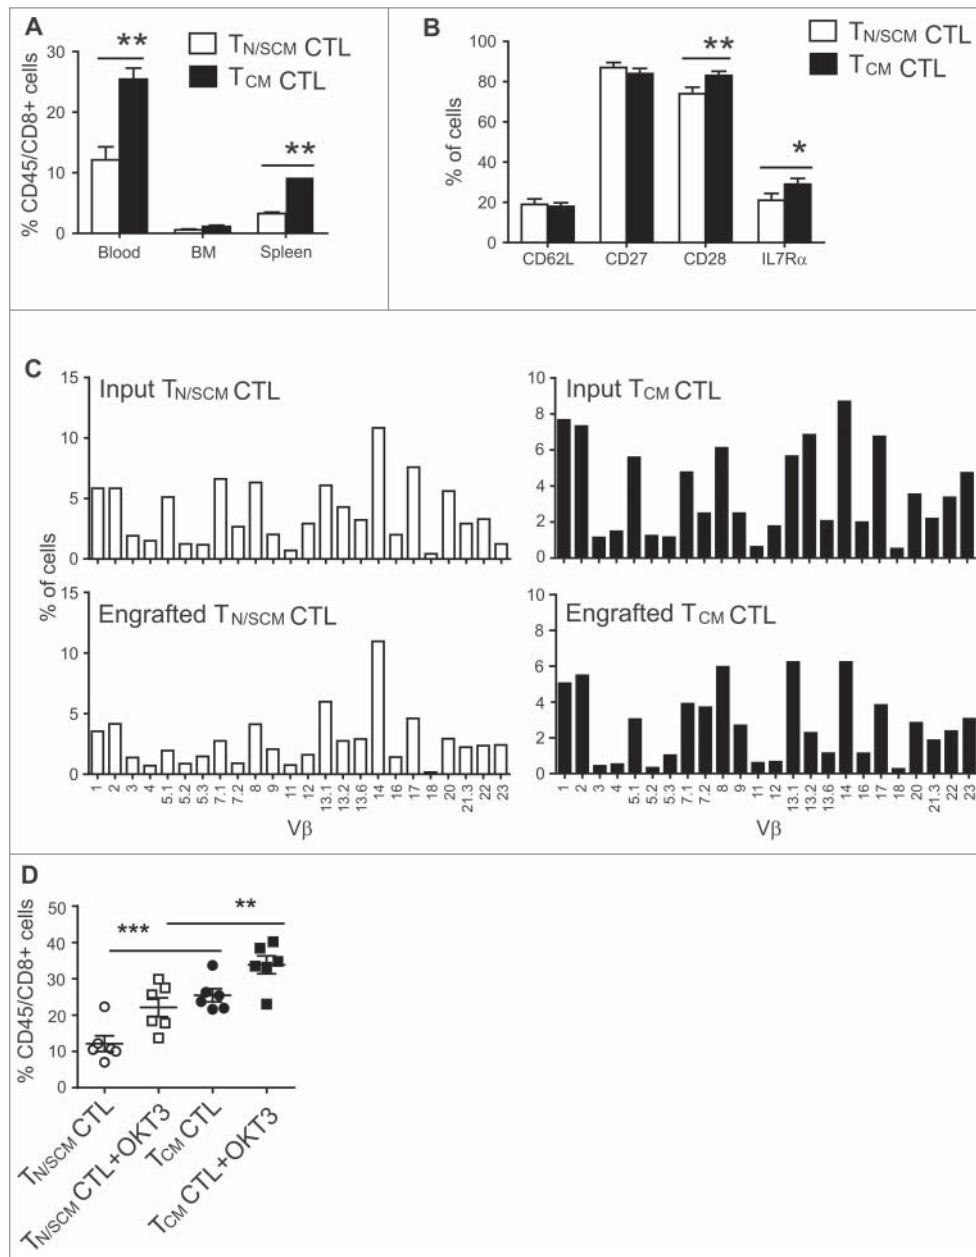 A
TN/SCM CTL
TCM CTL
**
**
% CD45/CD8+ cells
30
20
10
0
Blood BM Spleen
B
TN/SCM CTL
TCM CTL
**
*
% of cells
100
80
60
40
20
0
CD62L CD27 CD28 IL7Rα
C
Input TN/SCM CTL
15
10
5
0
Input TCM CTL
10
8
6
4
2
0
% of cells
Engrafted TN/SCM CTL
15
10
5
0
1 2 3 4 5.1 5.2 5.3 7.1 7.2 8 9 11 12 13.1 13.2 13.6 14 16 17 18 20 21.3 22 23
Vβ
Engrafted TCM CTL
10
8
6
4
2
0
1 2 3 4 5.1 5.2 5.3 7.1 7.2 8 9 11 12 13.1 13.2 13.6 14 16 17 18 20 21.3 22 23
Vβ
D
% CD45/CD8+ cells
50
40
30
20
10
0
***
**
TN/SCM CTL
TN/SCM CTL+OKT3
TCM CTL
TCM CTL+OKT3